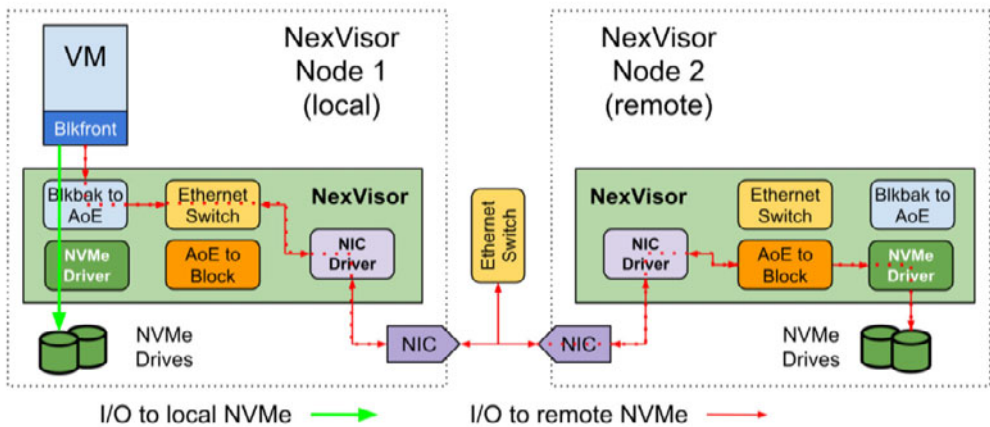 VM
Blkfront
NexVisor
Node 1
(local)
Blkbak to
AoE
Ethernet
Switch
NexVisor
NVMe
Driver
AoE to
Block
NIC
Driver
NVMe
Drives
NIC
Ethernet
Switch
NexVisor
Node 2
(remote)
NexVisor
Ethernet
Switch
Blkbak to
AoE
NIC
Driver
AoE to
Block
NVMe
Driver
NIC
NVMe
Drives
I/O to local NVMe
I/O to remote NVMe